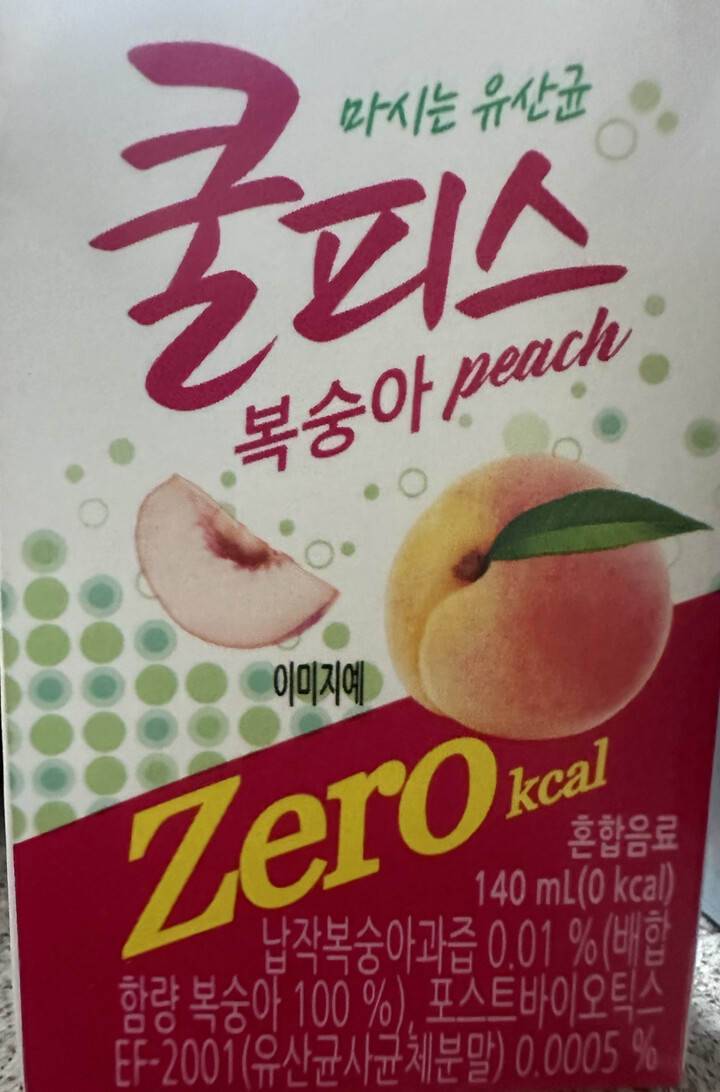 마시는 유산균
쿨피스
복숭아 peach
이미지예
Zero kcal
혼합음료
140 mL(0 kcal)
납작복숭아과즙 0.01 %(배합
함량 복숭아 100 %), 포스트바이오틱스
EF-2001(유산균사균체분말) 0.0005 %